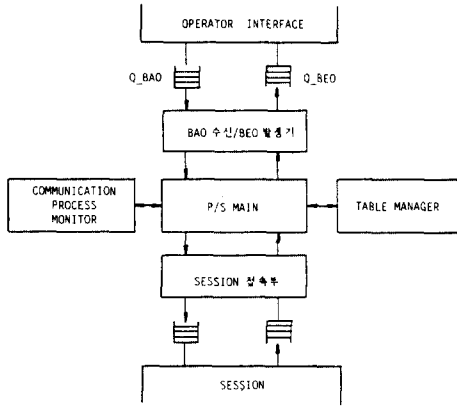 OPERATOR INTERFACE
Q_BAO
Q_BEO
BAO 수신/BEO 발생기
COMMUNICATION
PROCESS
MONITOR
P/S MAIN
TABLE MANAGER
SESSION 접속부
SESSION